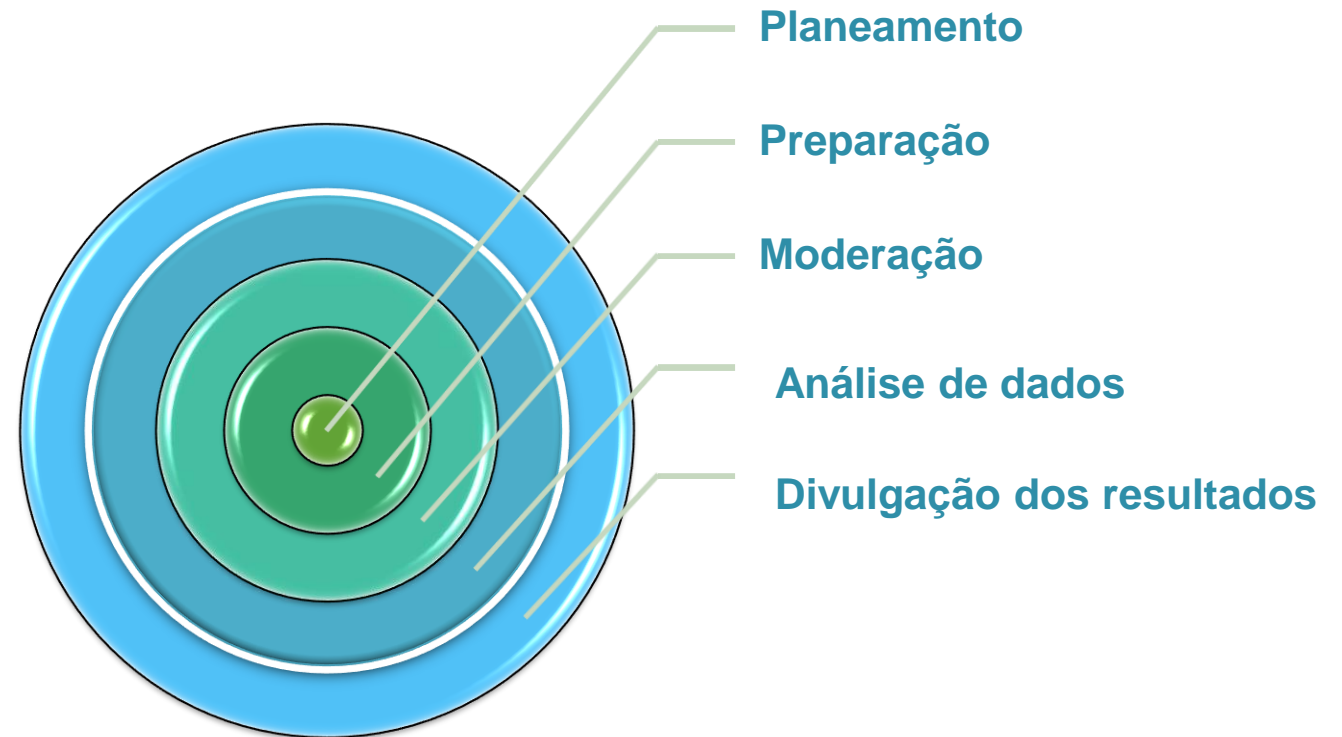 Planeamento
Preparação
Moderação
Análise de dados
Divulgação dos resultados